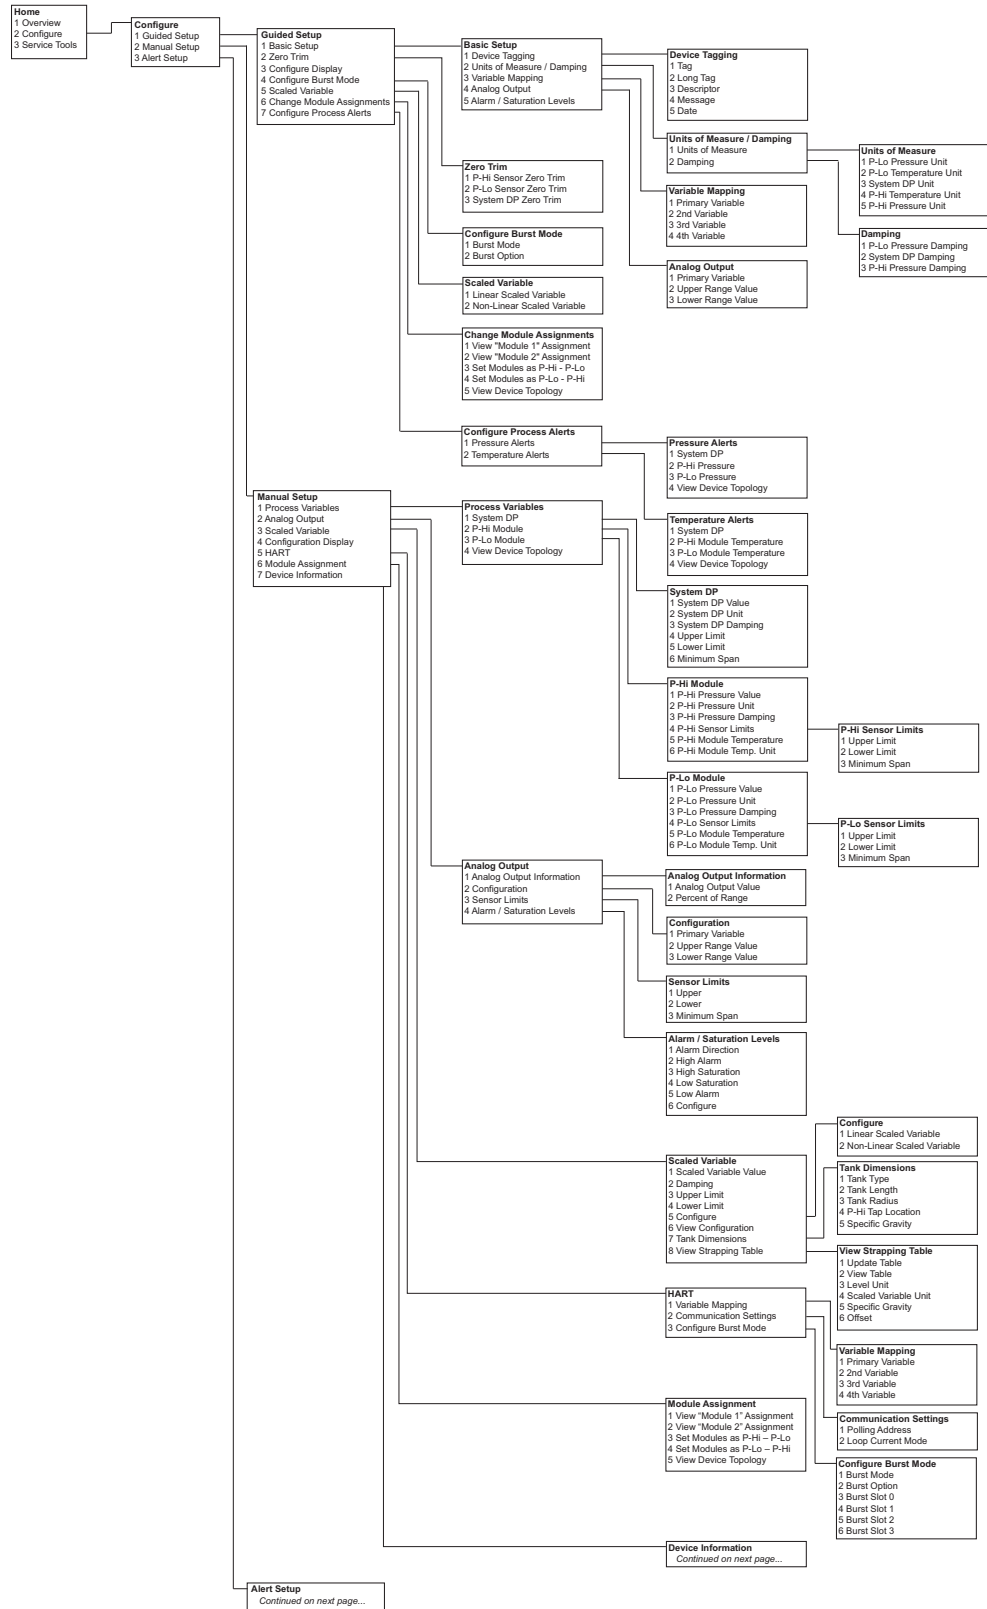 Home
1 Overview
2 Configure
3 Service Tools
Configure
1 Guided Setup
2 Manual Setup
3 Alert Setup
Guided Setup
1 Basic Setup
2 Zero Trim
3 Configure Display
4 Configure Burst Mode
5 Scaled Variable
6 Change Module Assignments
7 Configure Process Alerts
Basic Setup
1 Device Tagging
2 Units of Measure / Damping
3 Variable Mapping
4 Analog Output
5 Alarm / Saturation Levels
Device Tagging
1 Tag
2 Long Tag
3 Descriptor
4 Message
5 Date
Units of Measure / Damping
1 Units of Measure
2 Damping
Units of Measure
1 P-Lo Pressure Unit
2 P-Lo Temperature Unit
3 System DP Unit
4 P-Hi Temperature Unit
5 P-Hi Pressure Unit
Zero Trim
1 P-Hi Sensor Zero Trim
2 P-Lo Sensor Zero Trim
3 System DP Zero Trim
Variable Mapping
1 Primary Variable
2 2nd Variable
3 3rd Variable
4 4th Variable
Damping
1 P-Lo Pressure Damping
2 System DP Damping
3 P-Hi Pressure Damping
Configure Burst Mode
1 Burst Mode
2 Burst Option
Analog Output
1 Primary Variable
2 Upper Range Value
3 Lower Range Value
Scaled Variable
1 Linear Scaled Variable
2 Non-Linear Scaled Variable
Change Module Assignments
1 View "Module 1" Assignment
2 View "Module 2" Assignment
3 Set Modules as P-Hi - P-Lo
4 Set Modules as P-Lo - P-Hi
5 View Device Topology
Configure Process Alerts
1 Pressure Alerts
2 Temperature Alerts
Pressure Alerts
1 System DP
2 P-Hi Pressure
3 P-Lo Pressure
4 View Device Topology
Manual Setup
1 Process Variables
2 Analog Output
3 Scaled Variable
4 Configuration Display
5 HART
6 Module Assignment
7 Device Information
Process Variables
1 System DP
2 P-Hi Module
3 P-Lo Module
4 View Device Topology
Temperature Alerts
1 System DP
2 P-Hi Module Temperature
3 P-Lo Module Temperature
4 View Device Topology
System DP
1 System DP Value
2 System DP Unit
3 System DP Damping
4 Upper Limit
5 Lower Limit
6 Minimum Span
P-Hi Module
1 P-Hi Pressure Value
2 P-Hi Pressure Unit
3 P-Hi Pressure Damping
4 P-Hi Sensor Limits
5 P-Hi Module Temperature
6 P-Hi Module Temp. Unit
P-Hi Sensor Limits
1 Upper Limit
2 Lower Limit
3 Minimum Span
P-Lo Module
1 P-Lo Pressure Value
2 P-Lo Pressure Unit
3 P-Lo Pressure Damping
4 P-Lo Sensor Limits
5 P-Lo Module Temperature
6 P-Lo Module Temp. Unit
P-Lo Sensor Limits
1 Upper Limit
2 Lower Limit
3 Minimum Span
Analog Output
1 Analog Output Information
2 Configuration
3 Sensor Limits
4 Alarm / Saturation Levels
Analog Output Information
1 Analog Output Value
2 Percent of Range
Configuration
1 Primary Variable
2 Upper Range Value
3 Lower Range Value
Sensor Limits
1 Upper
2 Lower
3 Minimum Span
Alarm / Saturation Levels
1 Alarm Direction
2 High Alarm
3 High Saturation
4 Low Saturation
5 Low Alarm
6 Configure
Configure
1 Linear Scaled Variable
2 Non-Linear Scaled Variable
Scaled Variable
1 Scaled Variable Value
2 Damping
3 Upper Limit
4 Lower Limit
5 Configure
6 View Configuration
7 Tank Dimensions
8 View Strapping Table
Tank Dimensions
1 Tank Type
2 Tank Length
3 Tank Radius
4 P-Hi Tap Location
5 Specific Gravity
View Strapping Table
1 Update Table
2 View Table
3 Level Unit
4 Scaled Variable Unit
5 Specific Gravity
6 Offset
HART
1 Variable Mapping
2 Communication Settings
3 Configure Burst Mode
Variable Mapping
1 Primary Variable
2 2nd Variable
3 3rd Variable
4 4th Variable
Module Assignment
1 View “Module 1” Assignment
2 View “Module 2” Assignment
3 Set Modules as P-Hi – P-Lo
4 Set Modules as P-Lo – P-Hi
5 View Device Topology
Communication Settings
1 Polling Address
2 Loop Current Mode
Configure Burst Mode
1 Burst Mode
2 Burst Option
3 Burst Slot 0
4 Burst Slot 1
5 Burst Slot 2
6 Burst Slot 3
Device Information
Continued on next page...
Alert Setup
Continued on next page...